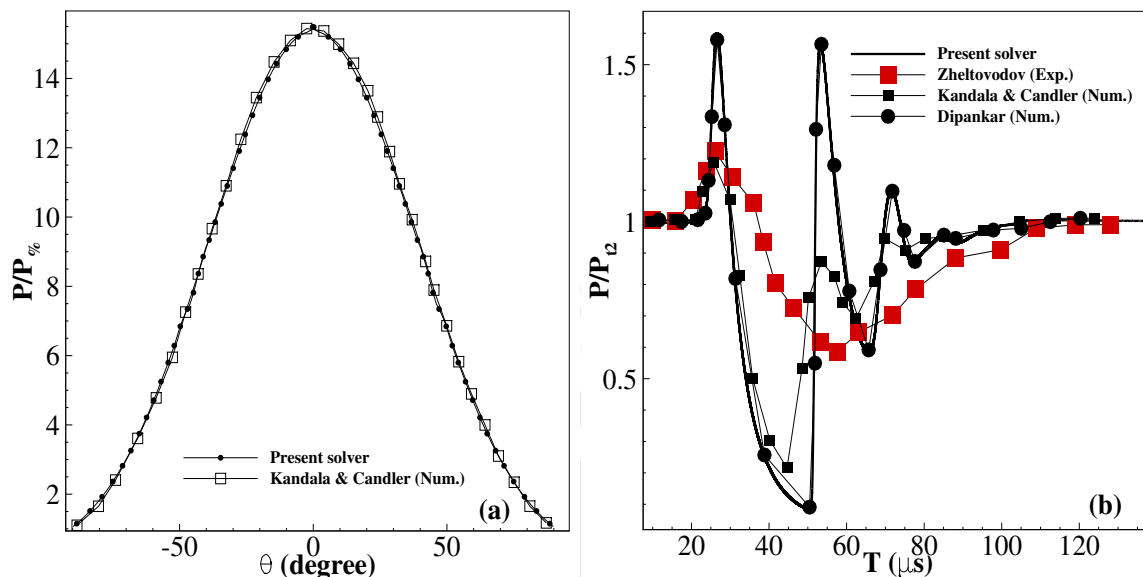 14
12
10
8
6
4
2
-50
0
50
P/P%
θ (degree)
Present solver
Kandala & Candler (Num.)
(a)
1.5
1
0.5
20
40
60
80
100
120
P/Pt2
T (μs)
Present solver
Zheltovodov (Exp.)
Kandala & Candler (Num.)
Dipankar (Num.)
(b)